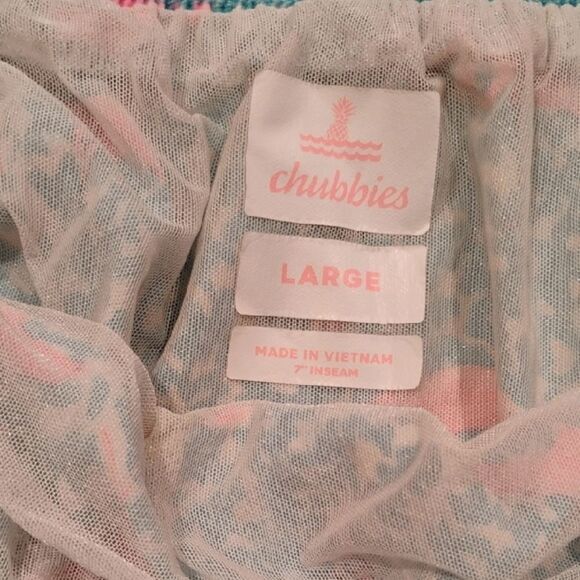 chubbies
LARGE
MADE IN VIETNAM
7" INSEAM